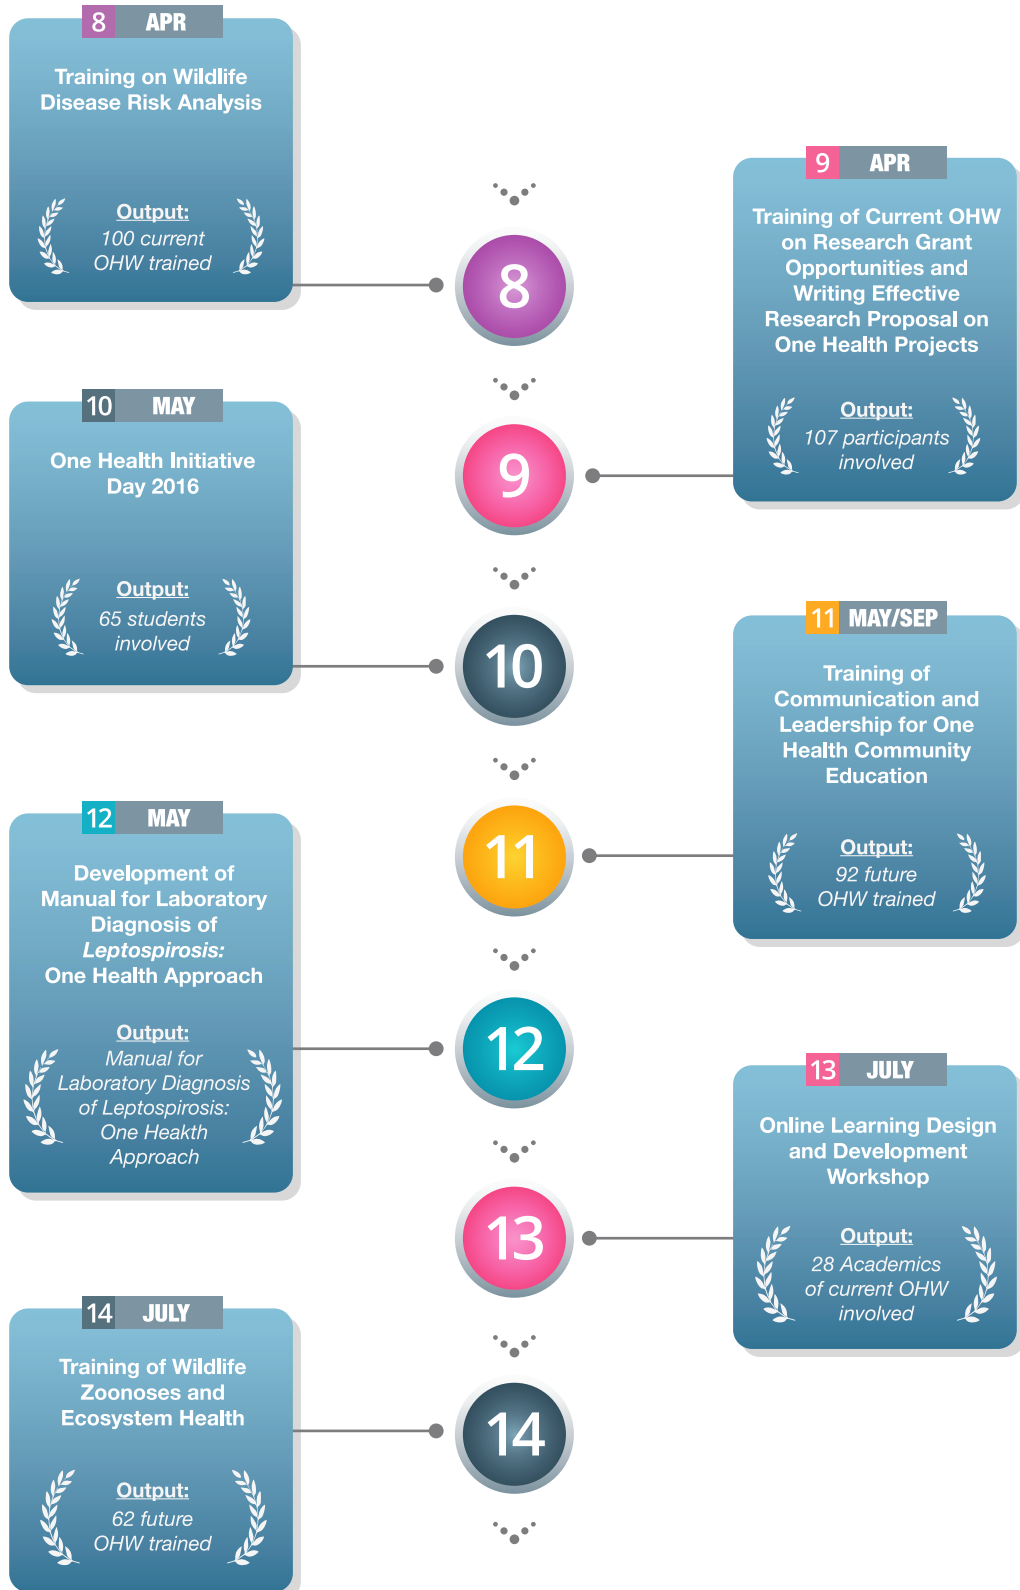 8 APR
Training on Wildlife
Disease Risk Analysis
Output:
100 current
OHW trained
8
9 APR
Training of Current OHW
on Research Grant
Opportunities and
Writing Effective
Research Proposal on
One Health Projects
Output:
107 participants
involved
9
10 MAY
One Health Initiative
Day 2016
Output:
65 students
involved
10
11 MAY/SEP
Training of
Communication and
Leadership for One
Health Community
Education
Output:
92 future
OHW trained
11
12 MAY
Development of
Manual for Laboratory
Diagnosis of
Leptospirosis:
One Health Approach
Output:
Manual for
Laboratory Diagnosis
of Leptospirosis:
One Heakth
Approach
12
13 JULY
Online Learning Design
and Development
Workshop
Output:
28 Academics
of current OHW
involved
13
14 JULY
Training of Wildlife
Zoonoses and
Ecosystem Health
Output:
62 future
OHW trained
14